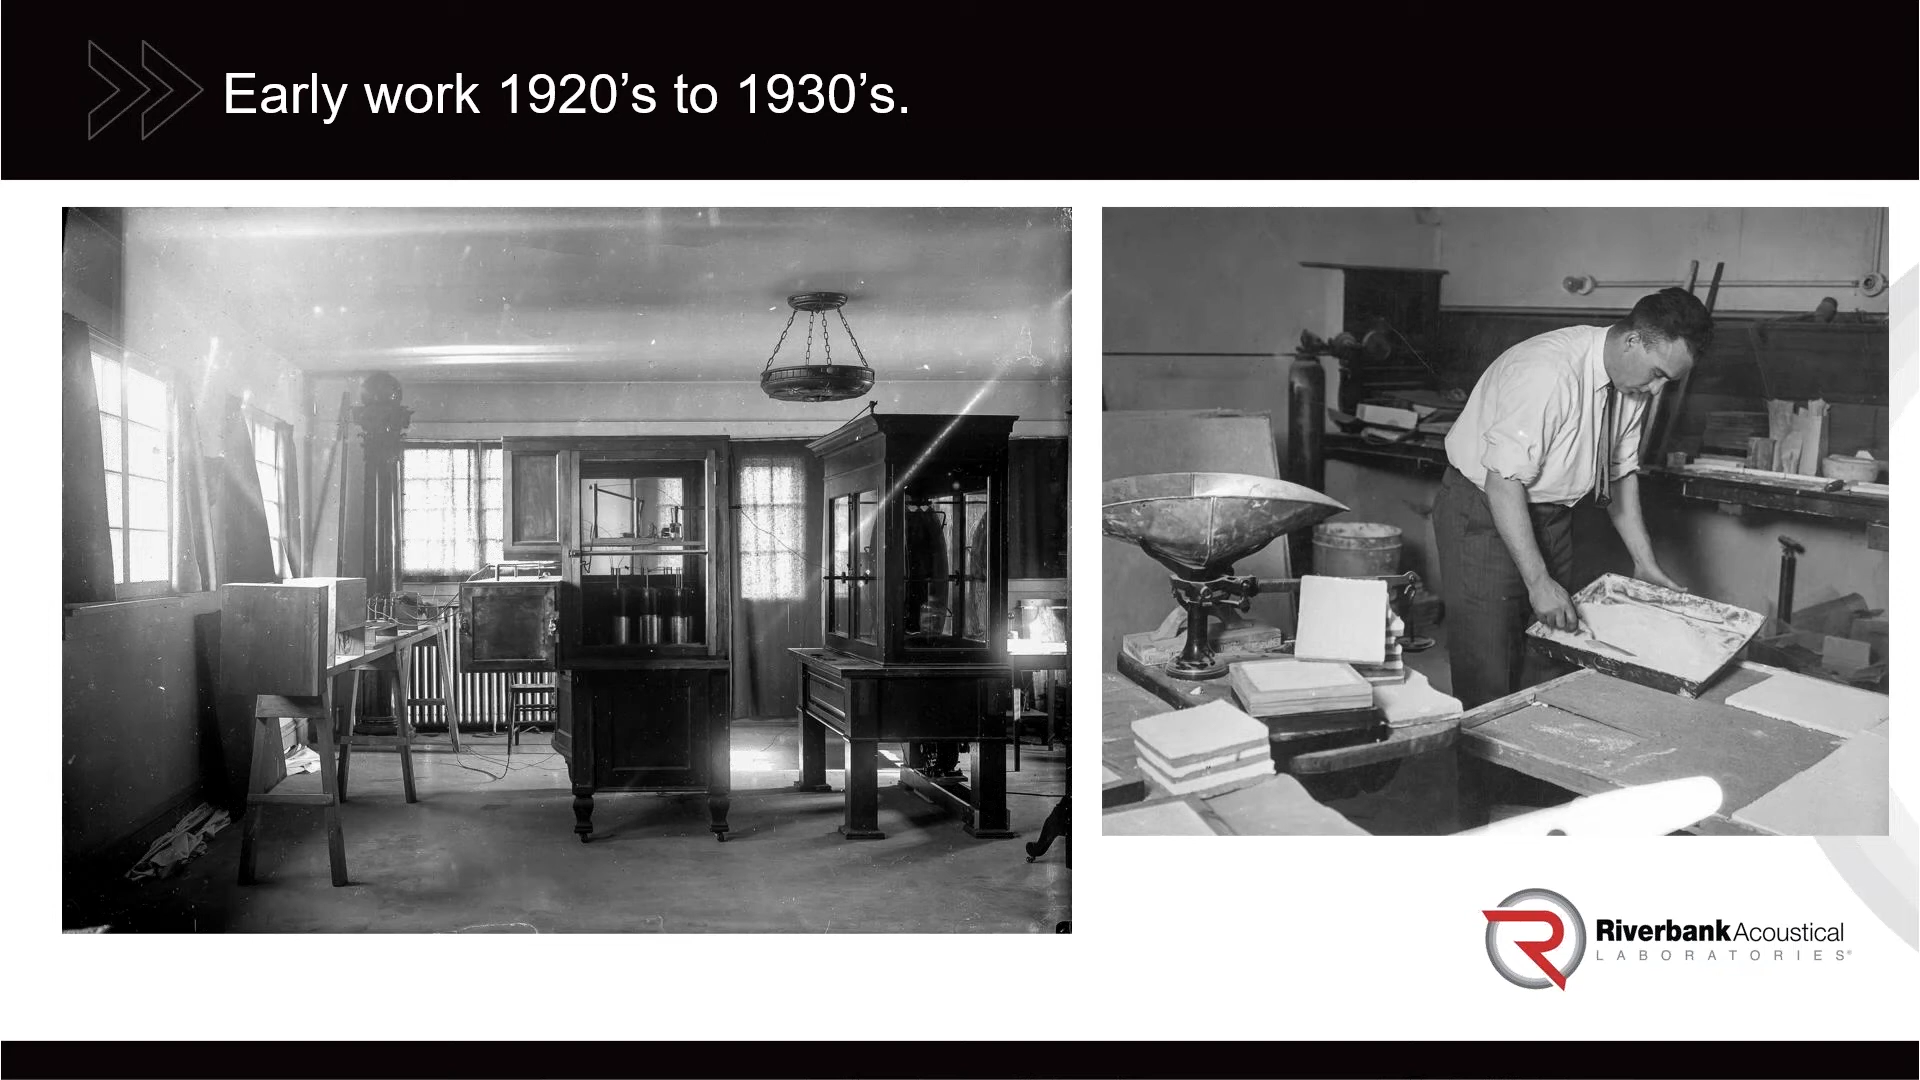 Early work 1920’s to 1930’s.
RiverbankAcoustical
LABORATORIES®